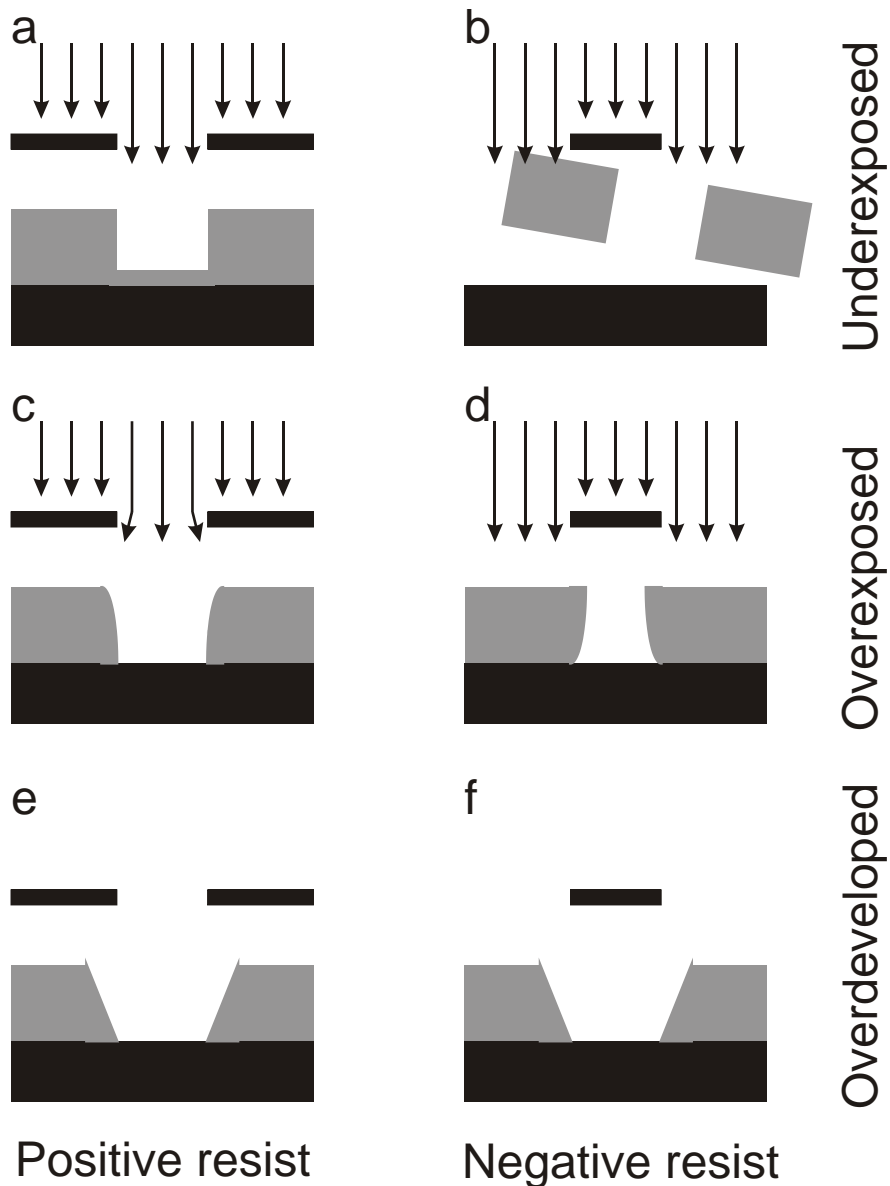 a
b
Underexposed
c
d
Overexposed
e
f
Overdeveloped
Positive resist
Negative resist